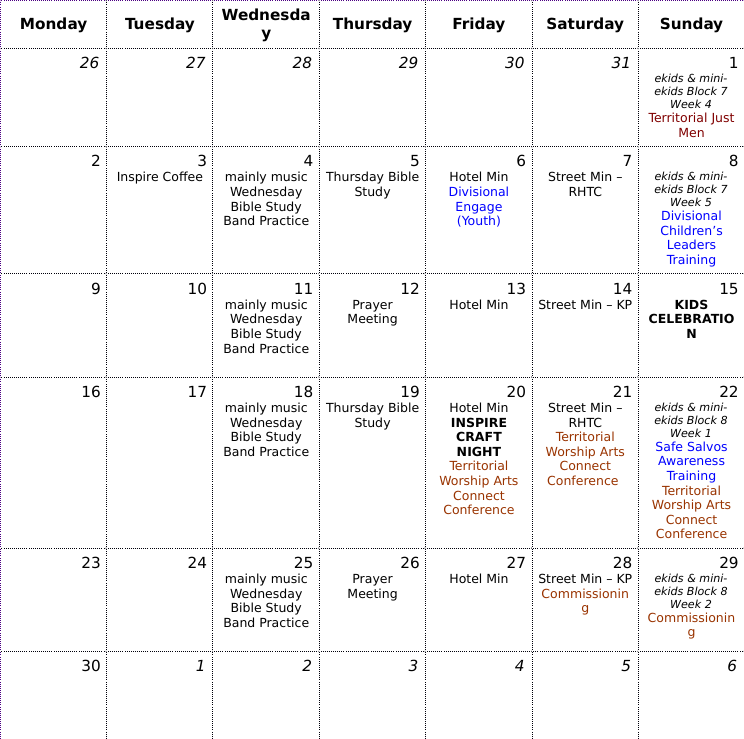 Monday Tuesday Wednesda
y Thursday Friday Saturday Sunday
26 27 28 29 30 31 1
ekids & mini-
ekids Block 7
Week 4
Territorial Just
Men
2
3
Inspire Coffee
4
mainly music
Wednesday
Bible Study
Band Practice
5
Thursday Bible
Study
6
Hotel Min
Divisional
Engage
(Youth)
7
Street Min –
RHTC
8
ekids & mini-
ekids Block 7
Week 5
Divisional
Children’s
Leaders
Training
9
10
11
mainly music
Wednesday
Bible Study
Band Practice
12
Prayer
Meeting
13
Hotel Min
14
Street Min – KP
15
KIDS
CELEBRATIO
N
16
17
18
mainly music
Wednesday
Bible Study
Band Practice
19
Thursday Bible
Study
20
Hotel Min
INSPIRE
CRAFT
NIGHT
Territorial
Worship Arts
Connect
Conference
21
Street Min –
RHTC
Territorial
Worship Arts
Connect
Conference
22
ekids & mini-
ekids Block 8
Week 1
Safe Salvos
Awareness
Training
Territorial
Worship Arts
Connect
Conference
23
24
25
mainly music
Wednesday
Bible Study
Band Practice
26
Prayer
Meeting
27
Hotel Min
28
Street Min – KP
Commissionin
g
29
ekids & mini-
ekids Block 8
Week 2
Commissionin
g
30 1 2 3 4 5 6